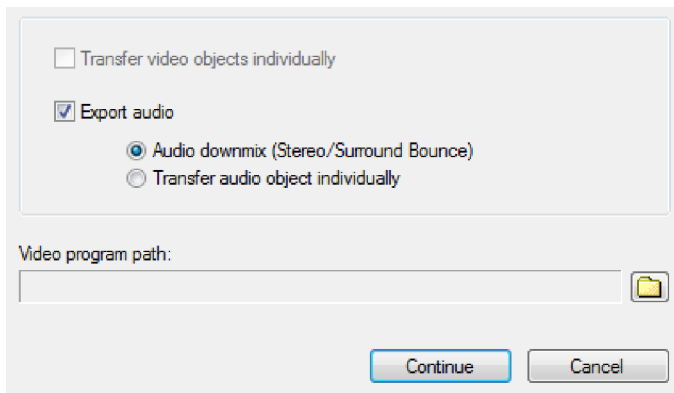 Transfer video objects individually
Export audio
Audio downmix (Stereo/Surround Bounce)
Transfer audio object individually
Video program path:
Continue
Cancel